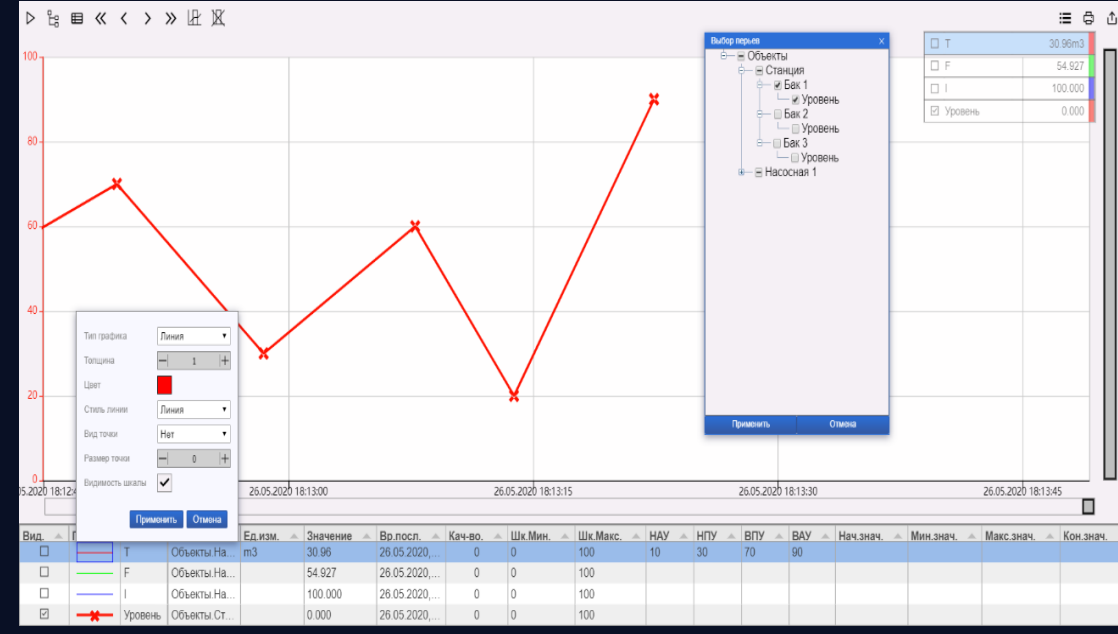 Выбор перьев x
Объекты
Станция
Бак 1
Уровень
Бак 2
Уровень
Бак 3
Уровень
Насосная 1
Применить Отмена
T 30.96m3
F 54.927
I 100.000
Уровень 0.000
100
80
60
40
20
0
Тип графика Линия
Толщина 1
Цвет
Стиль линии Линия
Вид точки Нет
Размер точки 0
Видимость шкалы
Применить Отмена
05.2020 18:12:4 26.05.2020 18:13:00 26.05.2020 18:13:15 26.05.2020 18:13:30 26.05.2020 18:13:45
Вид. Ед.изм. Значение Вр.посл. Кач-во. Шк.Мин. Шк.Макс. НАУ НПУ ВПУ ВАУ Нач.знач. Мин.знач. Макс.знач. Кон.знач.
T Объекты.На... m3 30.96 26.05.2020,... 0 0 100 10 30 70 90
F Объекты.На... 54.927 26.05.2020,... 0 0 100
I Объекты.На... 100.000 26.05.2020,... 0 0 100
Уровень Объекты.Ст... 0.000 26.05.2020,... 0 0 100